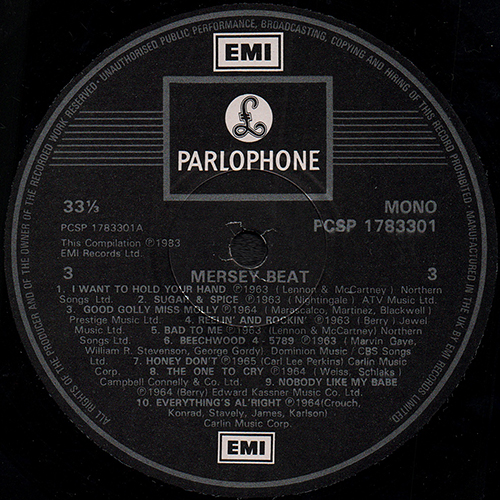 UNAUTHORISED PUBLIC PERFORMANCE, BROADCASTING, COPYING AND HIRING OF THIS RECORD PROHIBITED.
EMI
£
PARLOPHONE
33⅓
MONO
PCSP 1783301A
PCSP 1783301
This Compilation ℗1983
EMI Records Ltd.
3
MERSEY BEAT
3
1. I WANT TO HOLD YOUR HAND ℗1963 (Lennon & McCartney) Northern
Songs Ltd. 2. SUGAR & SPICE ℗1963 (Nightingale) ATV Music Ltd.
3. GOOD GOLLY MISS MOLLY ℗1964 (Marascalco, Martinez, Blackwell)
Prestige Music Ltd. 4. REELIN' AND ROCKIN' ℗1963 (Berry) Jewel
Music Ltd. 5. BAD TO ME ℗1963 (Lennon & McCartney) Northern
Songs Ltd. 6. BEECHWOOD 4 - 5789 ℗1963 (Marvin Gaye,
William R. Stevenson, George Gordy) Dominion Music / CBS Songs
Ltd. 7. HONEY DON'T ℗1965 (Carl Lee Perkins) Carlin Music
Corp. 8. THE ONE TO CRY ℗1964 (Weiss, Schlaks)
Campbell Connelly & Co. Ltd. 9. NOBODY LIKE MY BABE
℗1964 (Berry) Edward Kassner Music Co. Ltd.
10. EVERYTHING'S AL'RIGHT ℗1964(Crouch,
Konrad, Stavely, James, Karlson)
Carlin Music Corp.
EMI
ALL RIGHTS OF THE PRODUCER AND OF THE OWNER OF THE RECORDED WORK RESERVED-
MANUFACTURED IN THE UK BY EMI RECORDS LIMITED.